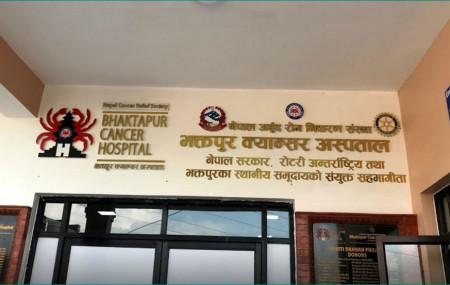 Nepal Cancer Relief Society
BHAKTAPUR
CANCER
HOSPITAL
भक्तपुर क्यान्सर अस्पताल
नेपाल अर्बुद रोग निवारण संस्था
भक्तपुर क्यान्सर अस्पताल
नेपाल सरकार, रोटरी अन्तर्राष्ट्रिय तथा
भक्तपुरका स्थानीय समुदायको संयुक्त सहभागीता
DONORS